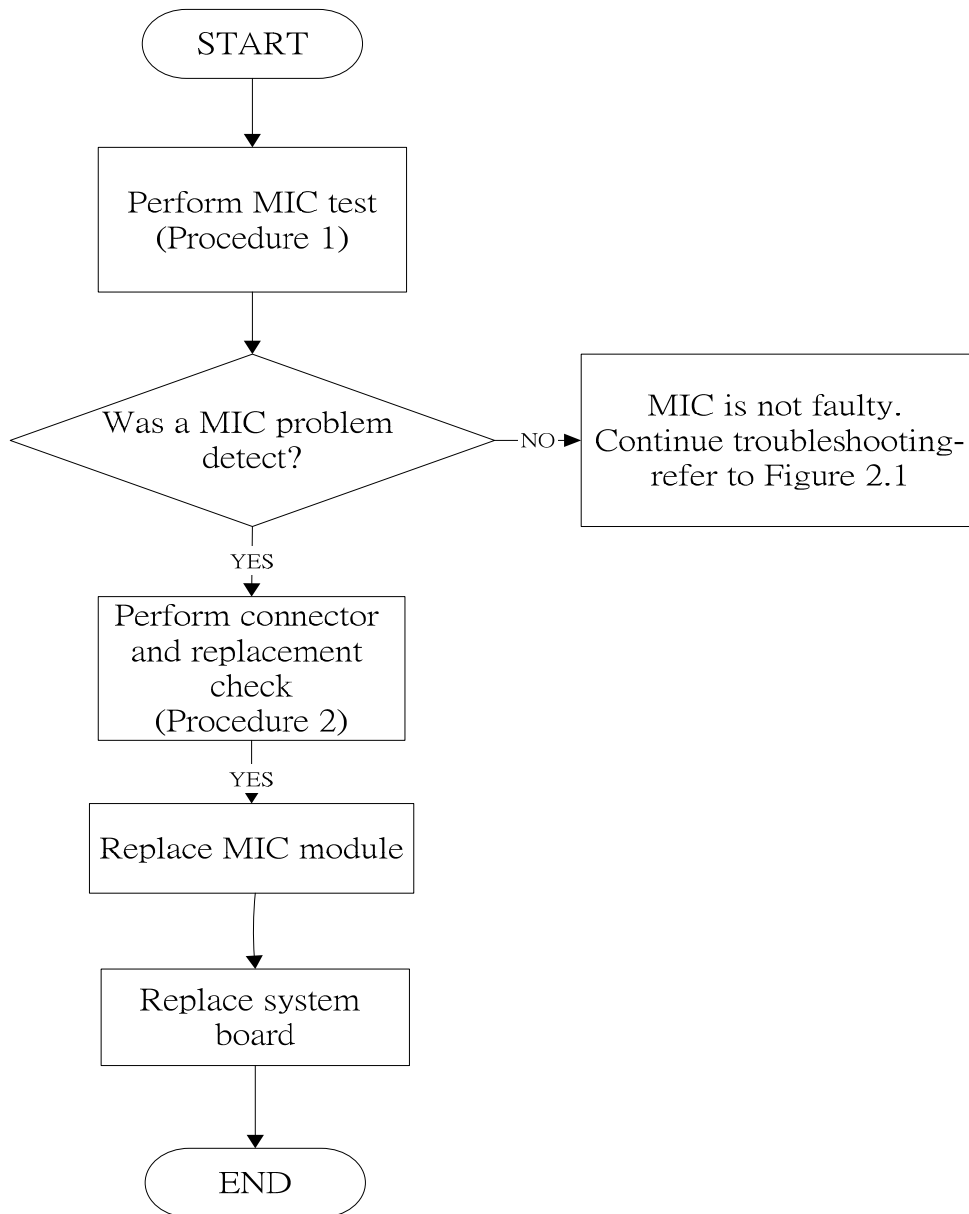 START
Perform MIC test
(Procedure 1)
Was a MIC problem
detect?
NO
MIC is not faulty.
Continue troubleshooting-
refer to Figure 2.1
YES
Perform connector
and replacement
check
(Procedure 2)
YES
Replace MIC module
Replace system
board
END